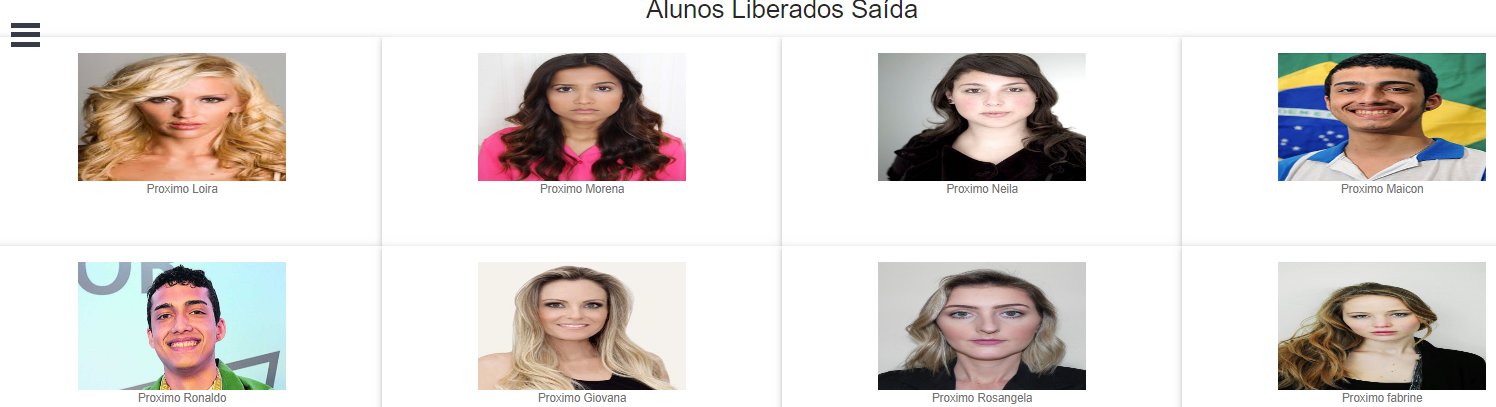 Alunos Liberados Saída
Proximo Loira
Proximo Morena
Proximo Neila
Proximo Maicon
Proximo Ronaldo
Proximo Giovana
Proximo Rosangela
Proximo fabrine